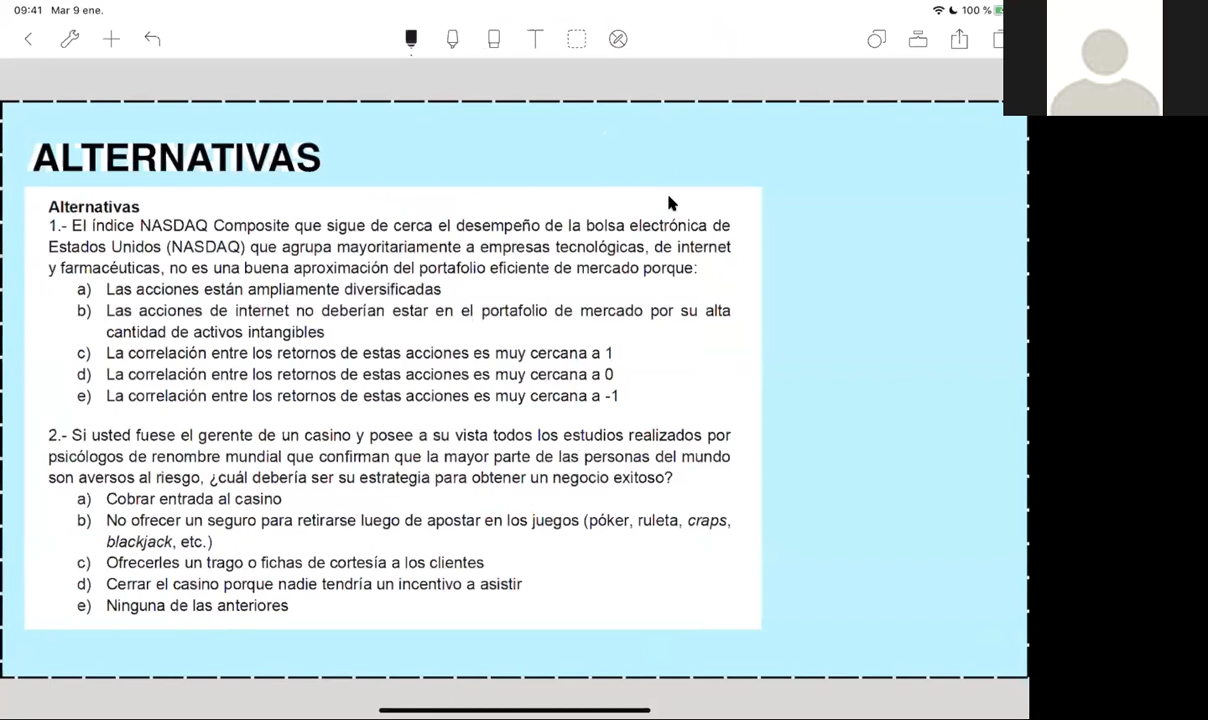 09:41 Mar 9 ene.
100 %
ALTERNATIVAS
Alternativas
1.- El índice NASDAQ Composite que sigue de cerca el desempeño de la bolsa electrónica de
Estados Unidos (NASDAQ) que agrupa mayoritariamente a empresas tecnológicas, de internet
y farmacéuticas, no es una buena aproximación del portafolio eficiente de mercado porque:
a) Las acciones están ampliamente diversificadas
b) Las acciones de internet no deberían estar en el portafolio de mercado por su alta
cantidad de activos intangibles
c) La correlación entre los retornos de estas acciones es muy cercana a 1
d) La correlación entre los retornos de estas acciones es muy cercana a 0
e) La correlación entre los retornos de estas acciones es muy cercana a -1
2.- Si usted fuese el gerente de un casino y posee a su vista todos los estudios realizados por
psicólogos de renombre mundial que confirman que la mayor parte de las personas del mundo
son aversos al riesgo, ¿cuál debería ser su estrategia para obtener un negocio exitoso?
a) Cobrar entrada al casino
b) No ofrecer un seguro para retirarse luego de apostar en los juegos (póker, ruleta, craps,
blackjack, etc.)
c) Ofrecerles un trago o fichas de cortesía a los clientes
d) Cerrar el casino porque nadie tendría un incentivo a asistir
e) Ninguna de las anteriores